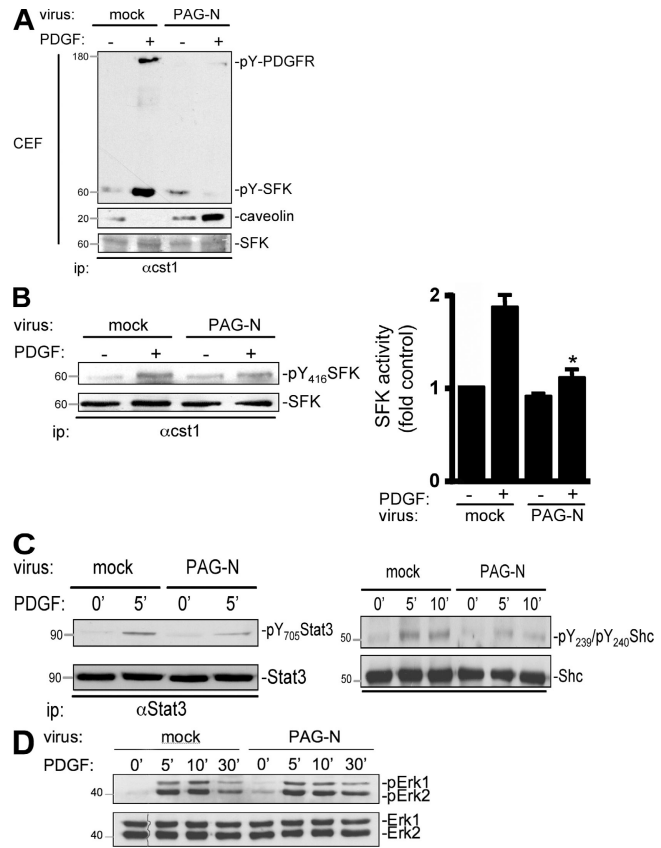 A
virus: mock PAG-N
PDGF: - + - +
180
-pY-PDGFR
CEF
60
-pY-SFK
20
-caveolin
60
-SFK
ip: αcst1
B
virus: mock PAG-N
PDGF: - + - +
60
-pY416SFK
60
-SFK
ip: αcst1
SFK activity
(fold control)
2
1
0
*
PDGF: - + - +
virus: mock PAG-N
C
virus: mock PAG-N
PDGF: 0' 5' 0' 5'
90
-pY705Stat3
90
-Stat3
ip: αStat3
mock PAG-N
0' 5' 10' 0' 5' 10'
50
-pY239/pY240Shc
50
-Shc
D
virus: mock PAG-N
PDGF: 0' 5' 10' 30' 0' 5' 10' 30'
-pErk1
40
-pErk2
-Erk1
40
-Erk2